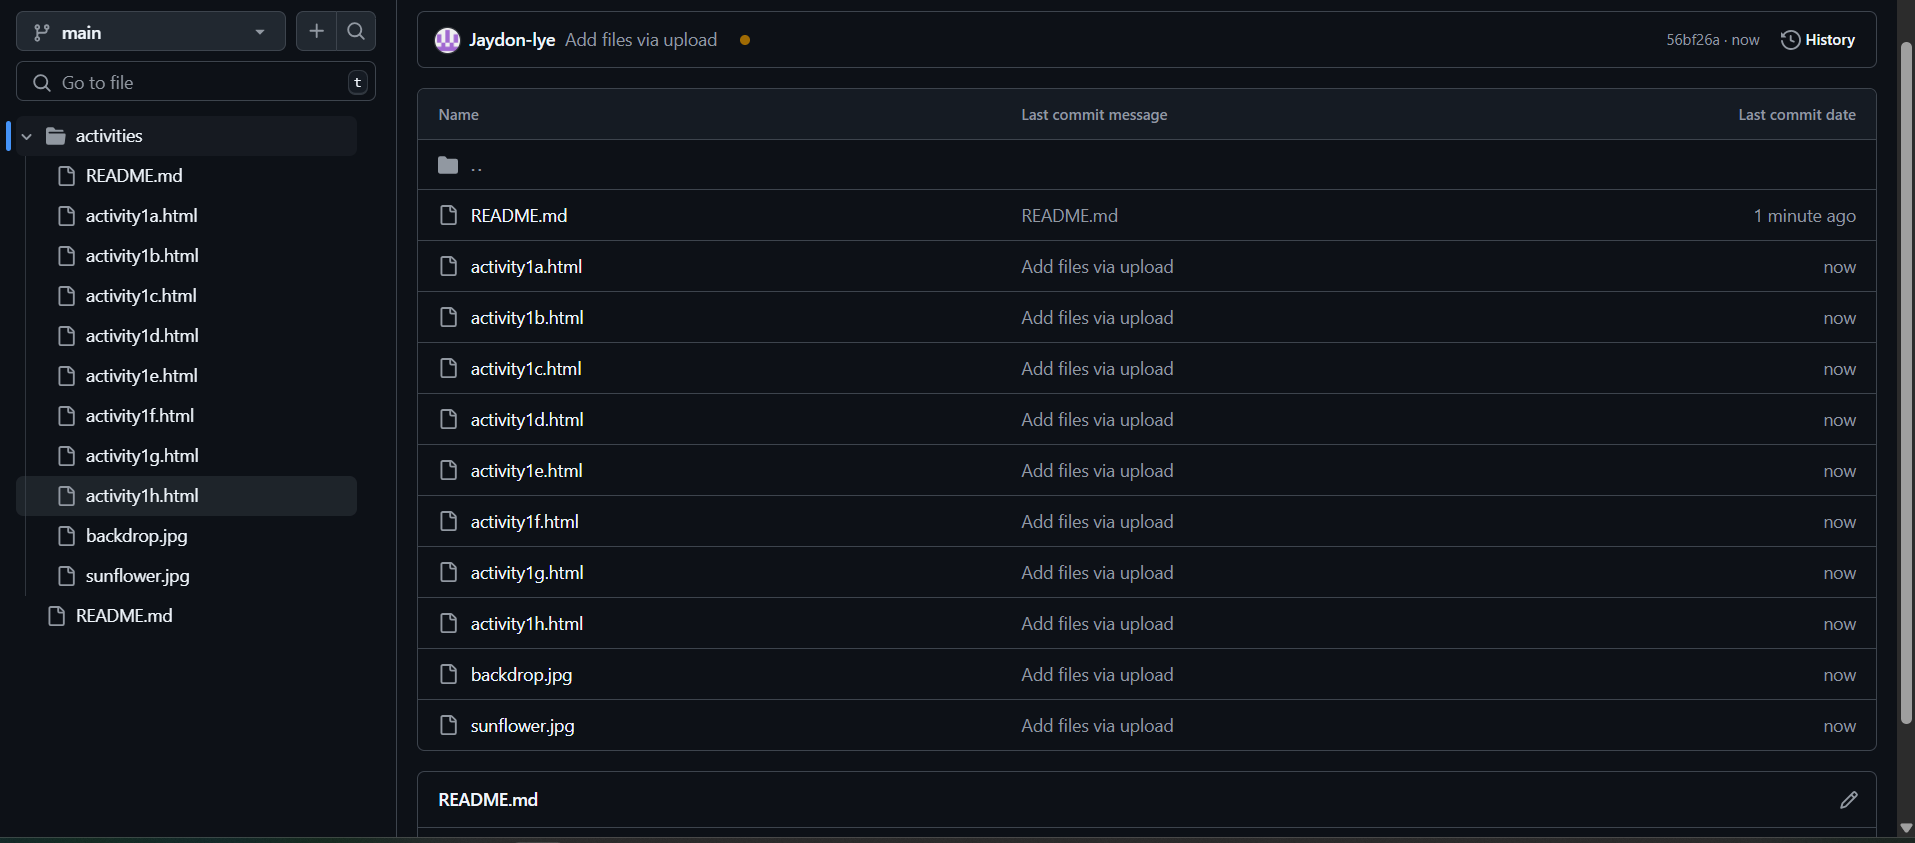 main
Go to file
t
activities
README.md
activity1a.html
activity1b.html
activity1c.html
activity1d.html
activity1e.html
activity1f.html
activity1g.html
activity1h.html
backdrop.jpg
sunflower.jpg
README.md
Jaydon-lye Add files via upload 56bf26a · now History
Name Last commit message Last commit date
..
README.md README.md 1 minute ago
activity1a.html Add files via upload now
activity1b.html Add files via upload now
activity1c.html Add files via upload now
activity1d.html Add files via upload now
activity1e.html Add files via upload now
activity1f.html Add files via upload now
activity1g.html Add files via upload now
activity1h.html Add files via upload now
backdrop.jpg Add files via upload now
sunflower.jpg Add files via upload now
README.md